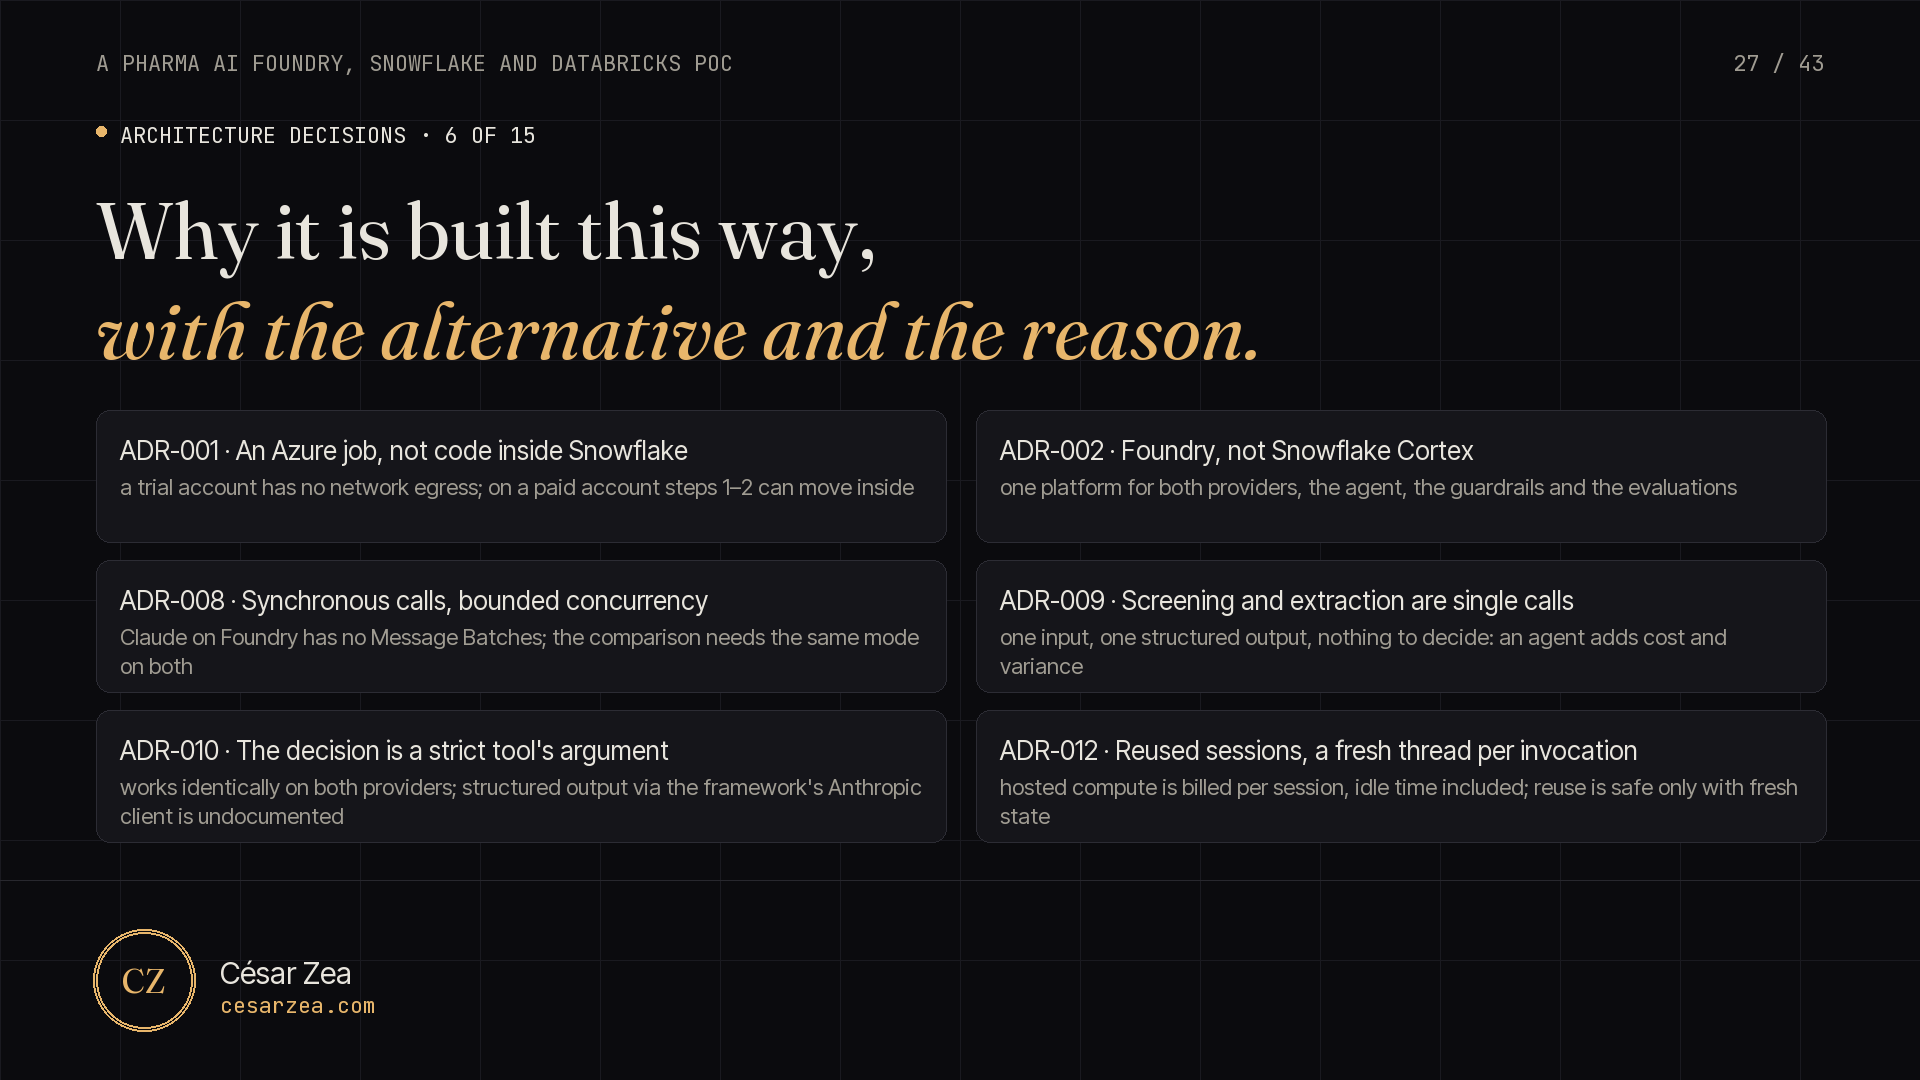 A PHARMA AI FOUNDRY, SNOWFLAKE AND DATABRICKS POC
27 / 43
ARCHITECTURE DECISIONS · 6 OF 15
Why it is built this way,
with the alternative and the reason.
ADR-001 · An Azure job, not code inside Snowflake
a trial account has no network egress; on a paid account steps 1–2 can move inside
ADR-002 · Foundry, not Snowflake Cortex
one platform for both providers, the agent, the guardrails and the evaluations
ADR-008 · Synchronous calls, bounded concurrency
Claude on Foundry has no Message Batches; the comparison needs the same mode
on both
ADR-009 · Screening and extraction are single calls
one input, one structured output, nothing to decide: an agent adds cost and
variance
ADR-010 · The decision is a strict tool's argument
works identically on both providers; structured output via the framework's Anthropic
client is undocumented
ADR-012 · Reused sessions, a fresh thread per invocation
hosted compute is billed per session, idle time included; reuse is safe only with fresh
state
CZ
César Zea
cesarzea.com